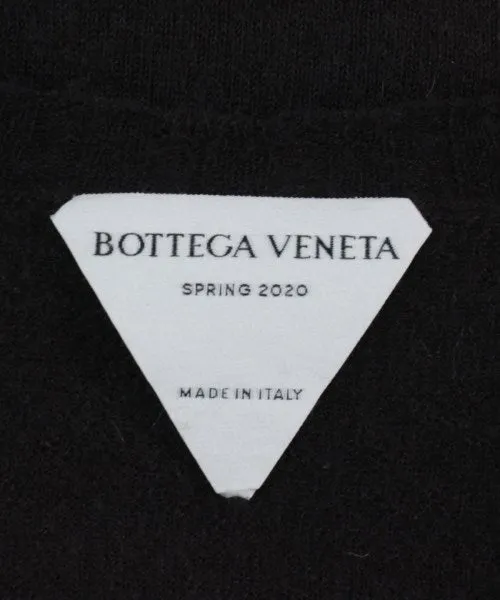 BOTTEGA VENETA
SPRING 2020
MADE IN ITALY